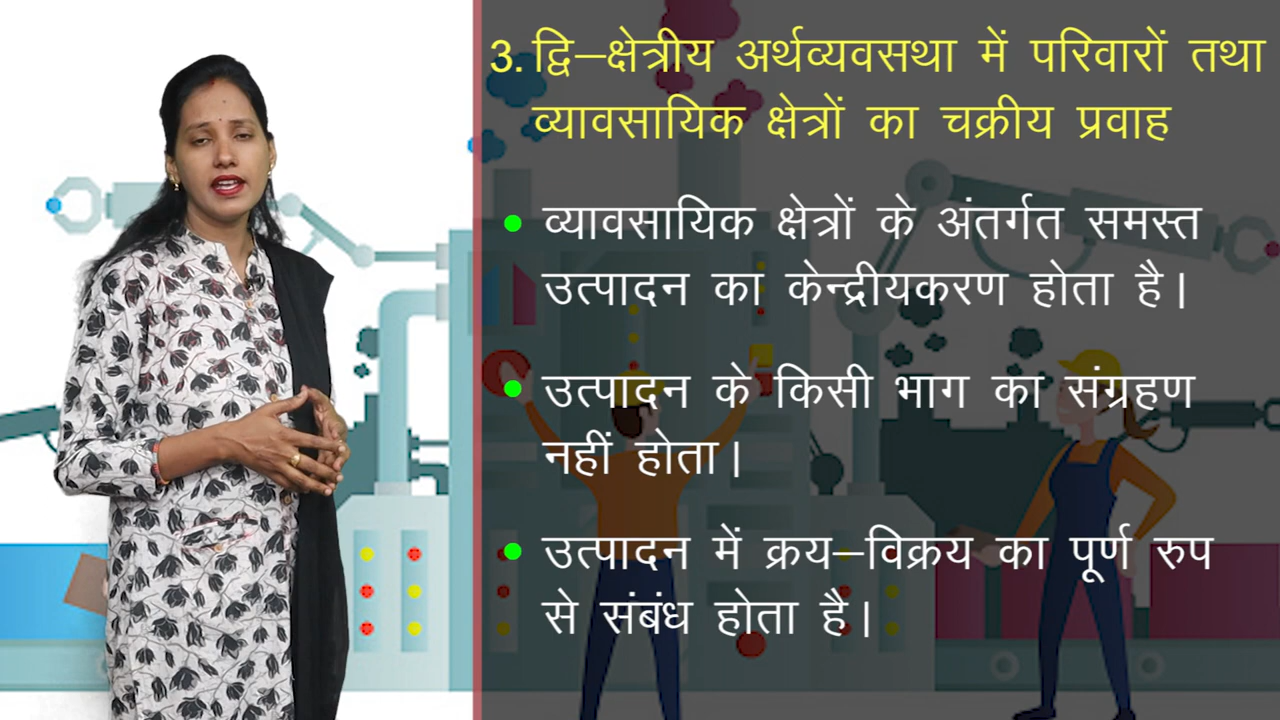 3. द्वि–क्षेत्रीय अर्थव्यवसथा में परिवारों तथा
व्यावसायिक क्षेत्रों का चक्रीय प्रवाह
• व्यावसायिक क्षेत्रों के अंतर्गत समस्त
उत्पादन का केन्द्रीयकरण होता है।
• उत्पादन के किसी भाग का संग्रहण
नहीं होता।
• उत्पादन में क्रय–विक्रय का पूर्ण रुप
से संबंध होता है।